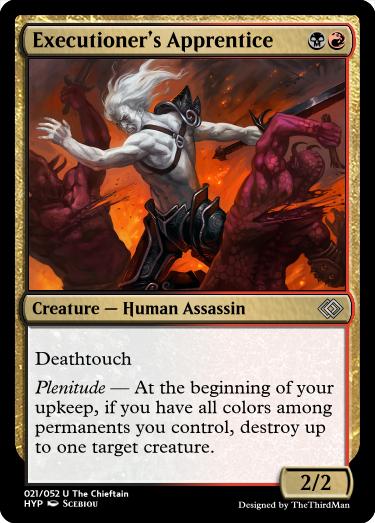 Executioner's Apprentice
Creature — Human Assassin
Deathtouch
Plenitude — At the beginning of your
upkeep, if you have all colors among
permanents you control, destroy up
to one target creature.
2/2
021/052 U The Chieftain
HYP Scebiou
Designed by TheThirdMan